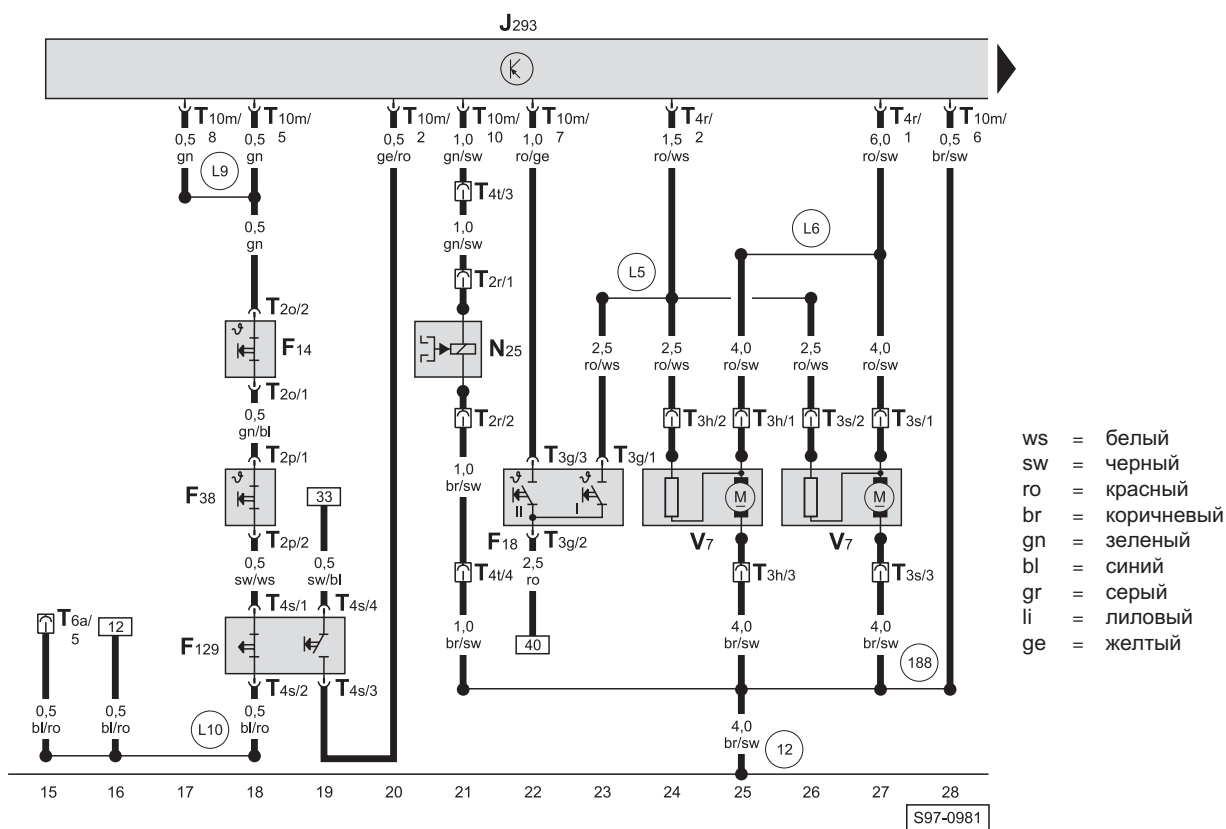 J293
T10m/8 T10m/5 T10m/2 T10m/10 T10m/7 T4r/2 T4r/1 T10m/6
0,5 0,5 0,5 1,0 1,0 1,5 6,0 0,5
gn gn ge/ro gn/sw ro/ge ro/ws ro/sw br/sw
L9
T4t/3
0,5 1,0
gn gn/sw
L6
L5
T2r/1
T2o/2
F14 N25
2,5 2,5 4,0 2,5 4,0
ro/ws ro/ws ro/sw ro/ws ro/sw
T2o/1
0,5
gn/bl
T2r/2 T3h/2 T3h/1 T3s/2 T3s/1
T2p/1 T3g/3 T3g/1
1,0
br/sw
F38 33
II I M M
F18 T3g/2 V7 V7
T2p/2
0,5 0,5 2,5
sw/ws sw/bl ro
T4t/4 T3h/3 T3s/3
T4s/1 T4s/4
T6a/5 12 F129
1,0 40 4,0 4,0
br/sw br/sw br/sw
188
T4s/2 T4s/3
0,5 0,5 0,5
bl/ro bl/ro bl/ro
L10
4,0
br/sw
12
15 16 17 18 19 20 21 22 23 24 25 26 27 28
S97-0981
ws = белый
sw = черный
ro = красный
br = коричневый
gn = зеленый
bl = синий
gr = серый
li = лиловый
ge = желтый